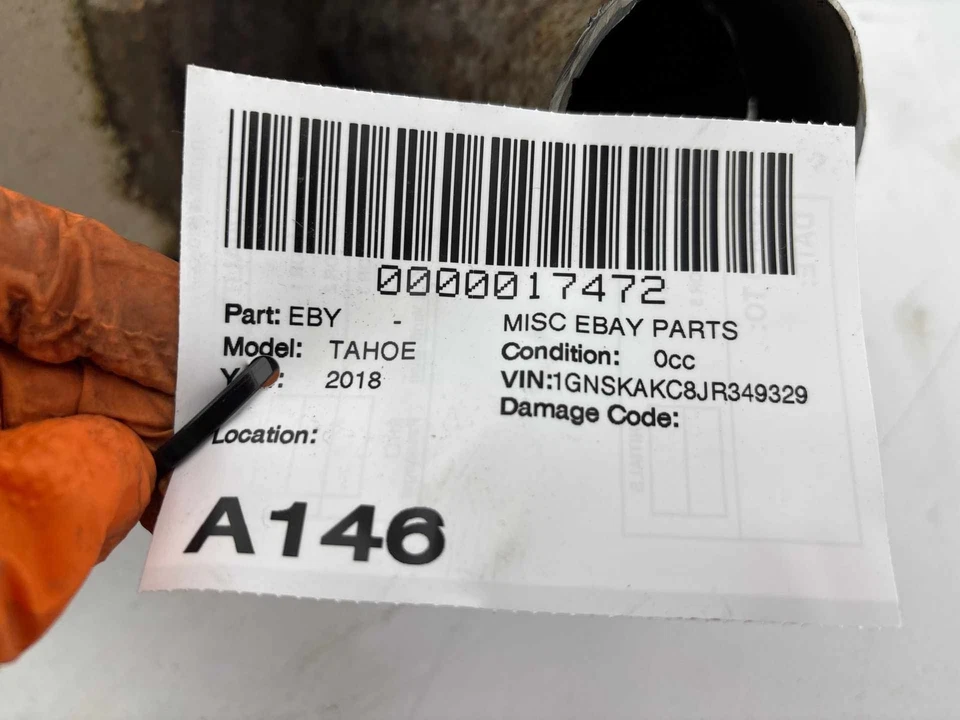 0000017472
Part: EBY - MISC EBAY PARTS
Model: TAHOE Condition: 0cc
2018 VIN:1GNSKAKC8JR349329
Damage Code:
Location:
A146